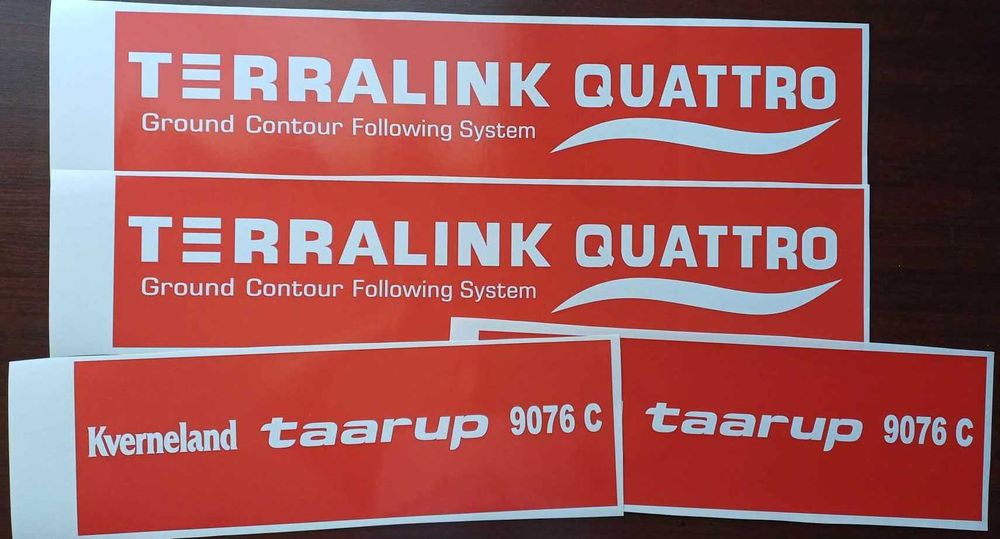 TERRALINK QUATTRO
Ground Contour Following System
TERRALINK QUATTRO
Ground Contour Following System
Kverneland taarup 9076 C
taarup 9076 C